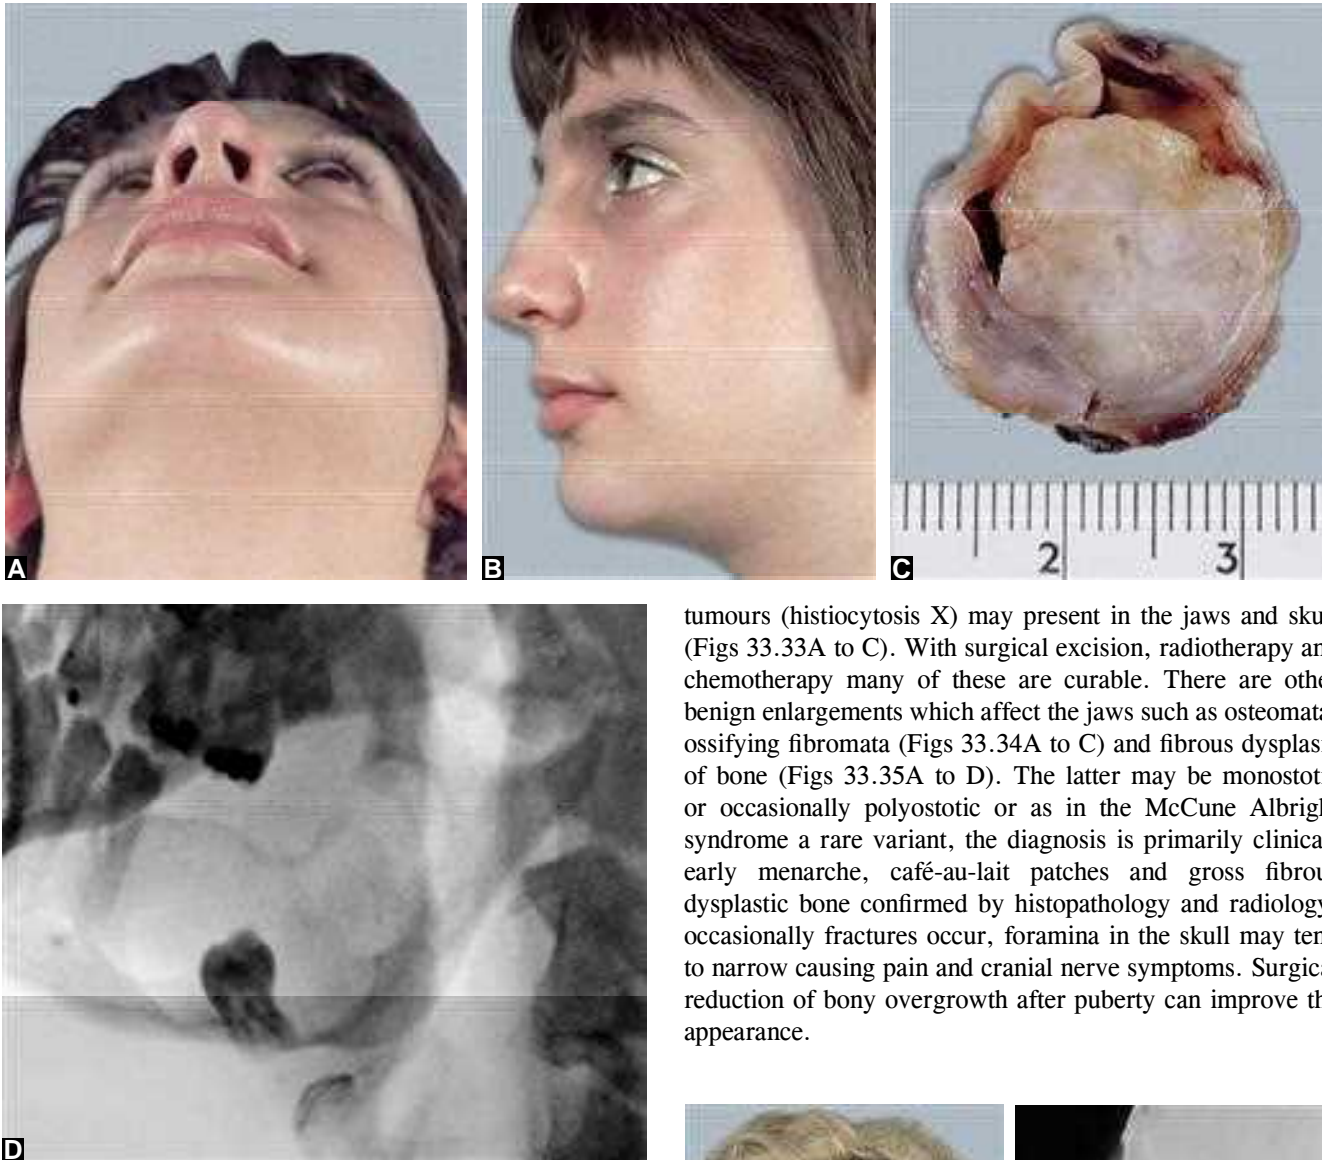 A
B
C
2
3
tumours (histiocytosis X) may present in the jaws and sku
(Figs 33.33A to C). With surgical excision, radiotherapy an
chemotherapy many of these are curable. There are othe
benign enlargements which affect the jaws such as osteomata
ossifying fibromata (Figs 33.34A to C) and fibrous dysplas
of bone (Figs 33.35A to D). The latter may be monostot
or occasionally polyostotic or as in the McCune Albrigh
syndrome a rare variant, the diagnosis is primarily clinica
early menarche, café-au-lait patches and gross fibrou
dysplastic bone confirmed by histopathology and radiology
occasionally fractures occur, foramina in the skull may ten
to narrow causing pain and cranial nerve symptoms. Surgica
reduction of bony overgrowth after puberty can improve th
appearance.
D